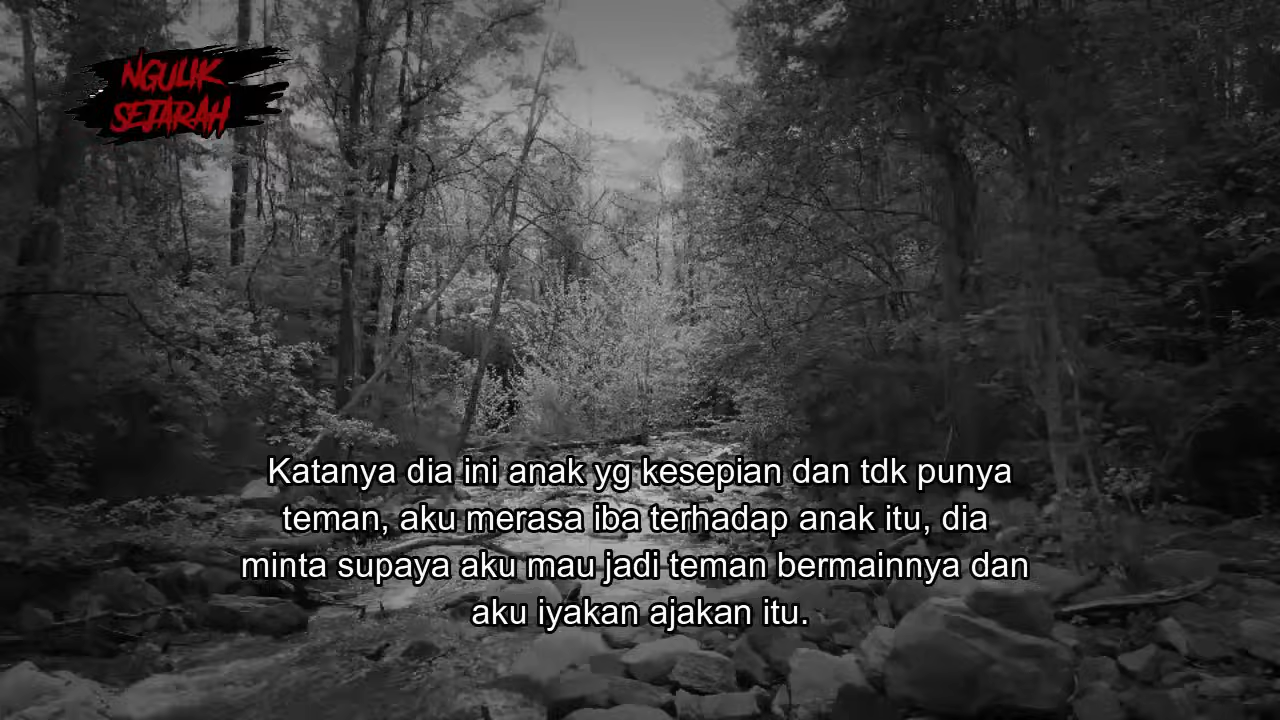 NGULIK
SEJARAH
Katanya dia ini anak yg kesepian dan tdk punya
teman, aku merasa iba terhadap anak itu, dia
minta supaya aku mau jadi teman bermainnya dan
aku iyakan ajakan itu.